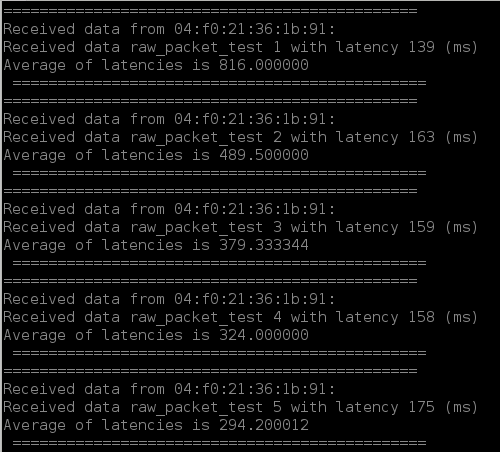 ==============================================
Received data from 04:f0:21:36:1b:91:
Received data raw_packet_test 1 with latency 139 (ms)
Average of latencies is 816.000000
 ==============================================
==============================================
Received data from 04:f0:21:36:1b:91:
Received data raw_packet_test 2 with latency 163 (ms)
Average of latencies is 489.500000
 ==============================================
==============================================
Received data from 04:f0:21:36:1b:91:
Received data raw_packet_test 3 with latency 159 (ms)
Average of latencies is 379.333344
 ==============================================
==============================================
Received data from 04:f0:21:36:1b:91:
Received data raw_packet_test 4 with latency 158 (ms)
Average of latencies is 324.000000
 ==============================================
==============================================
Received data from 04:f0:21:36:1b:91:
Received data raw_packet_test 5 with latency 175 (ms)
Average of latencies is 294.200012
 ==============================================